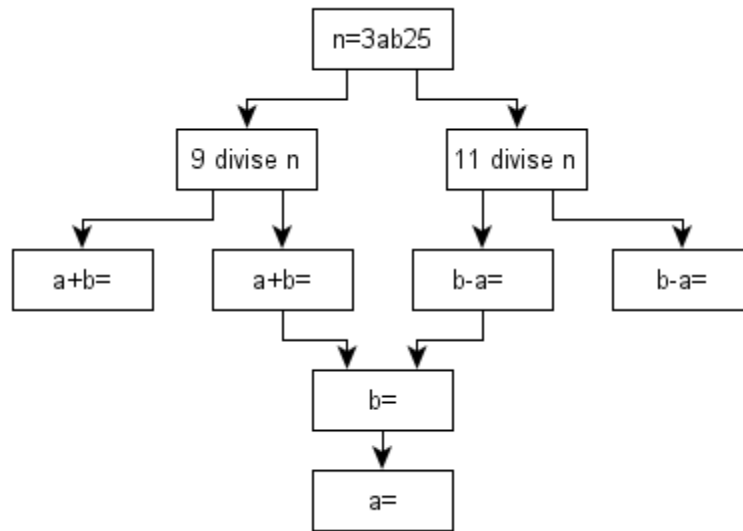 n=3ab25
9 divise n
11 divise n
a+b=
a+b=
b-a=
b-a=
b=
a=